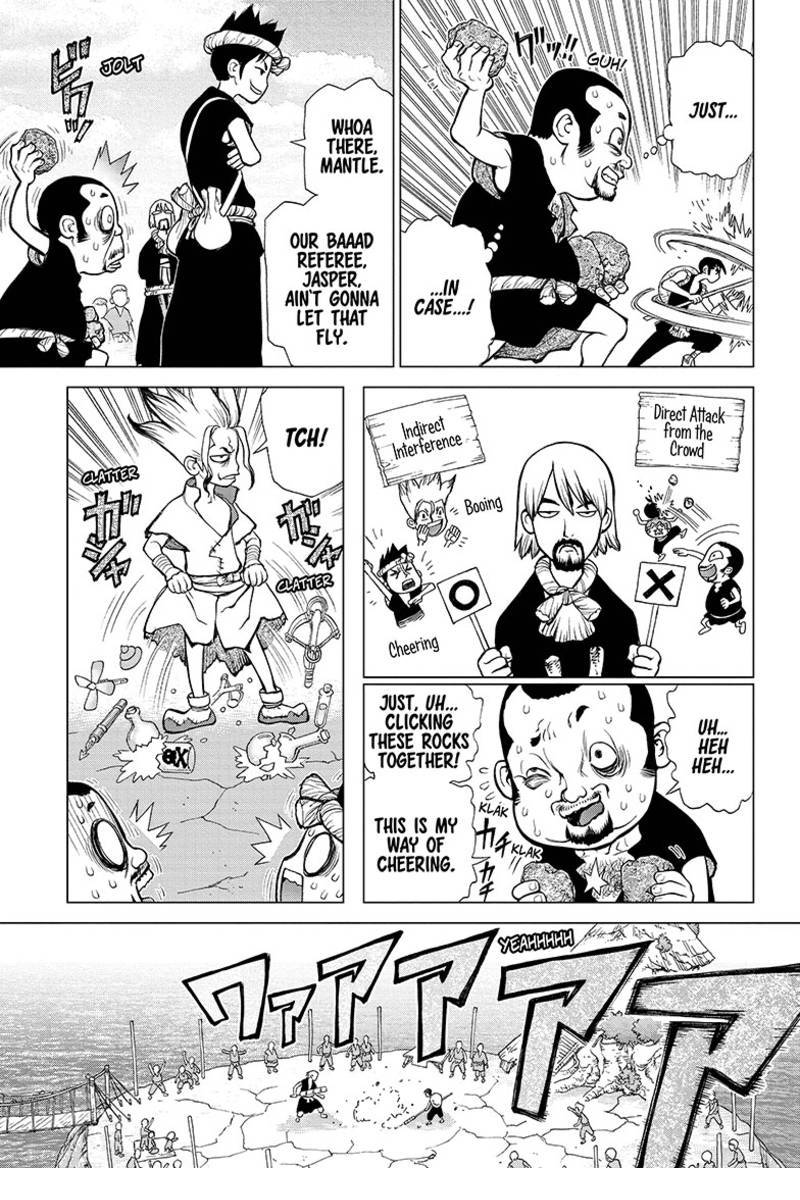 グッ!!
GUH!
JUST...
...IN
CASE...!
ビクッ
JOLT
WHOA
THERE,
MANTLE.
OUR BAAAD
REFEREE,
JASPER,
AIN'T GONNA
LET THAT
FLY.
Direct Attack
from the
Crowd
Indirect
Interference
Booing
Cheering
TCH!
CLATTER
ガシャ
ガシャ
CLATTER
UH...
HEH
HEH...
JUST, UH...
CLICKING
THESE ROCKS
TOGETHER!
THIS IS MY
WAY OF
CHEERING.
KLAK
カチ
KLAK
カチ
YEAHHHHH
ワァアアアア